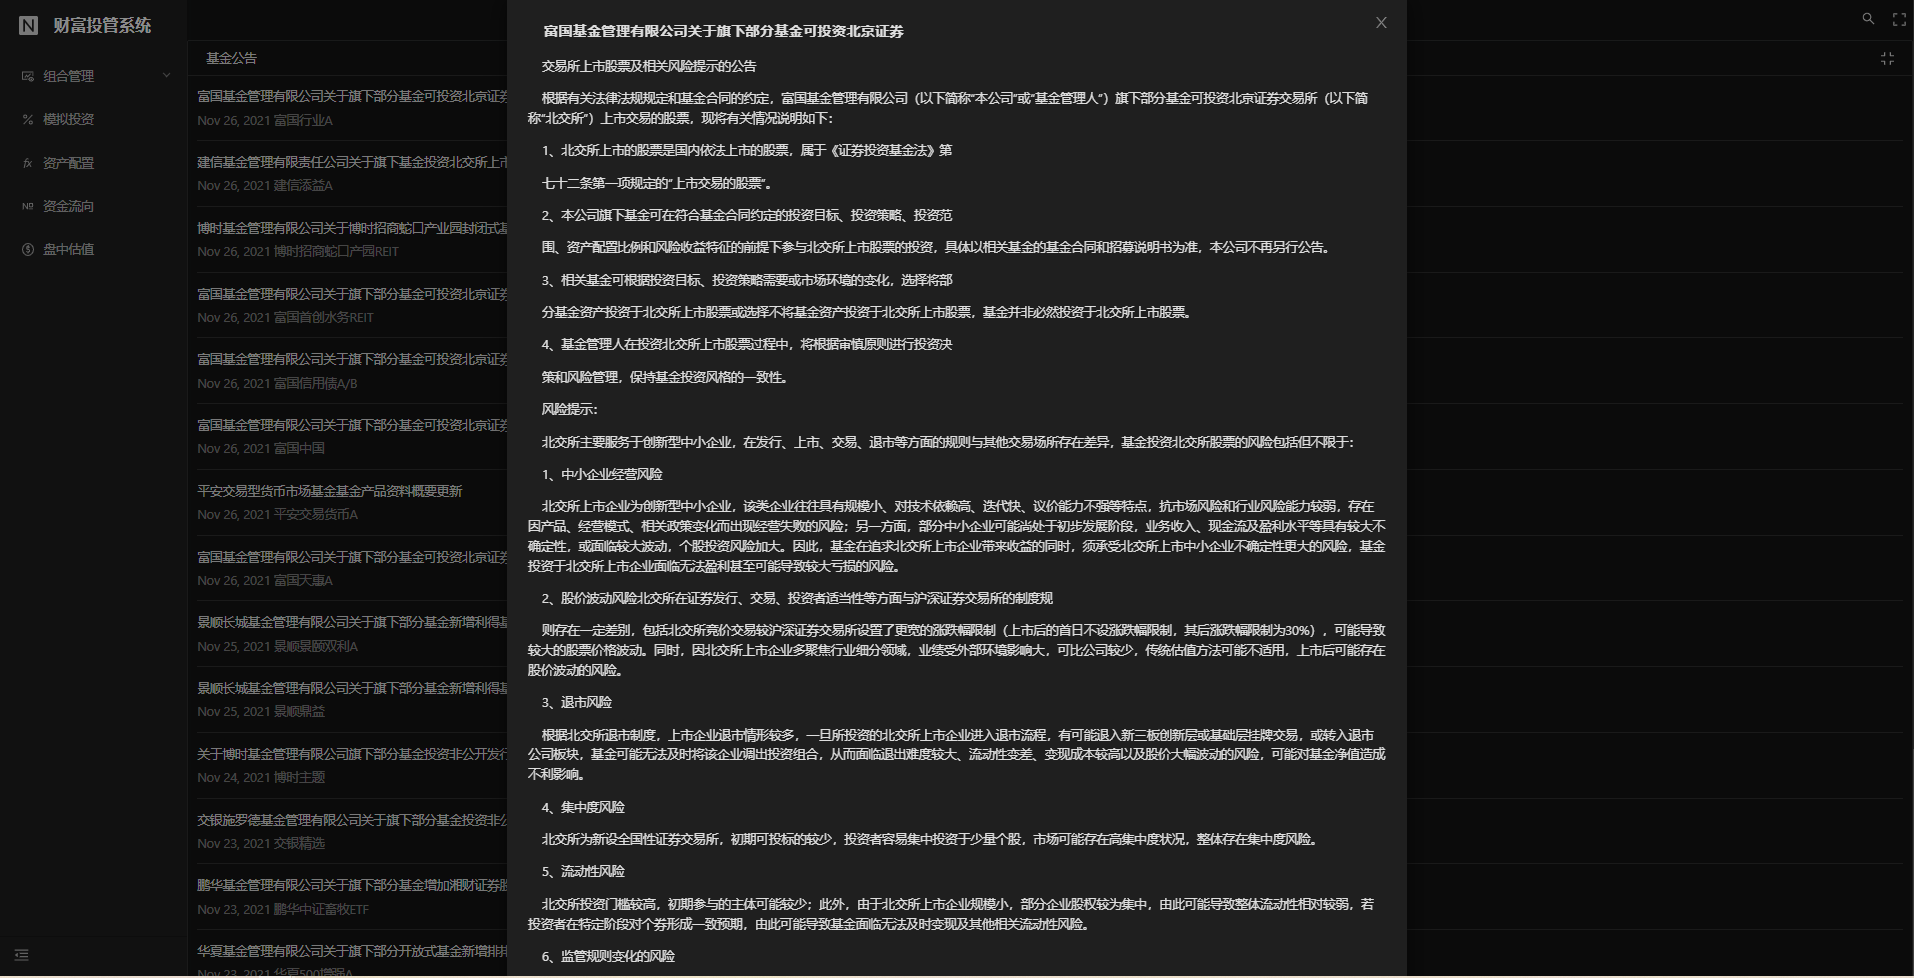 财富投管系统
组合管理
模拟投资
资产配置
资金流向
盘中估值
基金公告
富国基金管理有限公司关于旗下部分基金可投资北京证券
Nov 26, 2021 富国行业A
建信基金管理有限责任公司关于旗下基金投资北交所上市
Nov 26, 2021 建信添益A
博时基金管理有限公司关于博时招商蛇口产业园封闭式基
Nov 26, 2021 博时招商蛇口产园REIT
富国基金管理有限公司关于旗下部分基金可投资北京证券
Nov 26, 2021 富国首创水务REIT
富国基金管理有限公司关于旗下部分基金可投资北京证券
Nov 26, 2021 富国信用债A/B
富国基金管理有限公司关于旗下部分基金可投资北京证券
Nov 26, 2021 富国中国
平安交易型货币市场基金基金产品资料概要更新
Nov 26, 2021 平安交易货币A
富国基金管理有限公司关于旗下部分基金可投资北京证券
Nov 26, 2021 富国天惠A
景顺长城基金管理有限公司关于旗下部分基金新增利得基
Nov 25, 2021 景顺景颐双利A
景顺长城基金管理有限公司关于旗下部分基金新增利得基
Nov 25, 2021 景顺鼎益
关于博时基金管理有限公司旗下部分基金投资非公开发行
Nov 24, 2021 博时主题
交银施罗德基金管理有限公司关于旗下部分基金投资非公
Nov 23, 2021 交银精选
鹏华基金管理有限公司关于旗下部分基金增加湘财证券股
Nov 23, 2021 鹏华中证畜牧ETF
华夏基金管理有限公司关于旗下部分开放式基金新增排排
Nov 23, 2021 华夏500增强A
富国基金管理有限公司关于旗下部分基金可投资北京证券
交易所上市股票及相关风险提示的公告
根据有关法律法规规定和基金合同的约定，富国基金管理有限公司（以下简称“本公司”或“基金管理人”）旗下部分基金可投资北京证券交易所（以下简
称“北交所”）上市交易的股票，现将有关情况说明如下：
1、北交所上市的股票是国内依法上市的股票，属于《证券投资基金法》第
七十二条第一项规定的“上市交易的股票”。
2、本公司旗下基金可在符合基金合同约定的投资目标、投资策略、投资范
围、资产配置比例和风险收益特征的前提下参与北交所上市股票的投资，具体以相关基金的基金合同和招募说明书为准，本公司不再另行公告。
3、相关基金可根据投资目标、投资策略需要或市场环境的变化，选择将部
分基金资产投资于北交所上市股票或选择不将基金资产投资于北交所上市股票，基金并非必然投资于北交所上市股票。
4、基金管理人在投资北交所上市股票过程中，将根据审慎原则进行投资决
策和风险管理，保持基金投资风格的一致性。
风险提示：
北交所主要服务于创新型中小企业，在发行、上市、交易、退市等方面的规则与其他交易场所存在差异，基金投资北交所股票的风险包括但不限于：
1、中小企业经营风险
北交所上市企业为创新型中小企业，该类企业往往具有规模小、对技术依赖高、迭代快、议价能力不强等特点，抗市场风险和行业风险能力较弱，存在
因产品、经营模式、相关政策变化而出现经营失败的风险；另一方面，部分中小企业可能尚处于初步发展阶段，业务收入、现金流及盈利水平等具有较大不
确定性，或面临较大波动，个股投资风险加大。因此，基金在追求北交所上市企业带来收益的同时，须承受北交所上市中小企业不确定性更大的风险，基金
投资于北交所上市企业面临无法盈利甚至可能导致较大亏损的风险。
2、股价波动风险北交所在证券发行、交易、投资者适当性等方面与沪深证券交易所的制度规
则存在一定差别，包括北交所竞价交易较沪深证券交易所设置了更宽的涨跌幅限制（上市后的首日不设涨跌幅限制，其后涨跌幅限制为30%），可能导致
较大的股票价格波动。同时，因北交所上市企业多聚焦行业细分领域，业绩受外部环境影响大，可比公司较少，传统估值方法可能不适用，上市后可能存在
股价波动的风险。
3、退市风险
根据北交所退市制度，上市企业退市情形较多，一旦所投资的北交所上市企业进入退市流程，有可能退入新三板创新层或基础层挂牌交易，或转入退市
公司板块，基金可能无法及时将该企业调出投资组合，从而面临退出难度较大、流动性变差、变现成本较高以及股价大幅波动的风险，可能对基金净值造成
不利影响。
4、集中度风险
北交所为新设全国性证券交易所，初期可投标的较少，投资者容易集中投资于少量个股，市场可能存在高集中度状况，整体存在集中度风险。
5、流动性风险
北交所投资门槛较高，初期参与的主体可能较少；此外，由于北交所上市企业规模小，部分企业股权较为集中，由此可能导致整体流动性相对较弱，若
投资者在特定阶段对个券形成一致预期，由此可能导致基金面临无法及时变现及其他相关流动性风险。
6、监管规则变化的风险